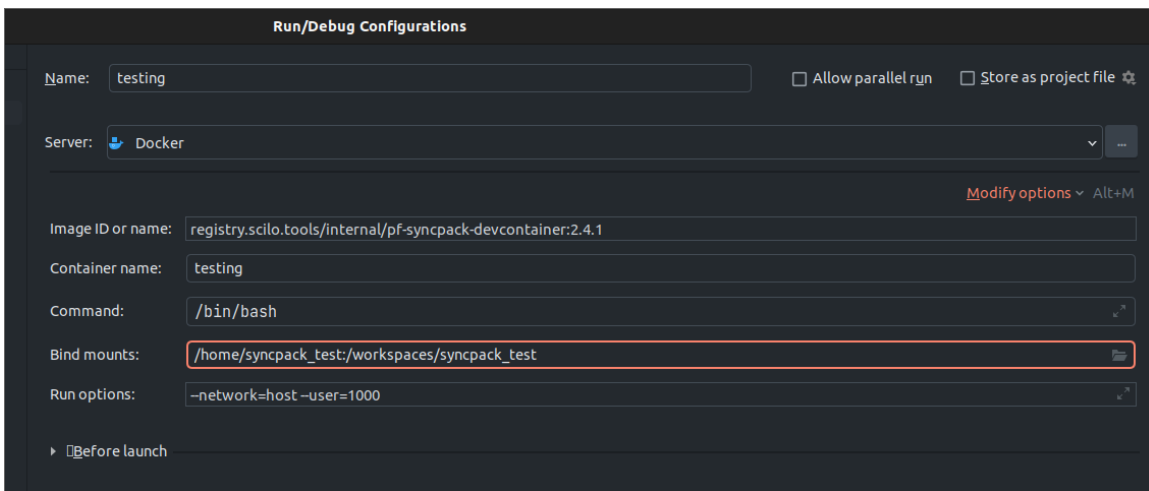 Run/Debug Configurations
Name: testing Allow parallel run Store as project file
Server: Docker ...
Modify options Alt+M
Image ID or name: registry.scilo.tools/internal/pf-syncpack-devcontainer:2.4.1
Container name: testing
Command: /bin/bash
Bind mounts: /home/syncpack_test:/workspaces/syncpack_test
Run options: --network=host --user=1000
Before launch